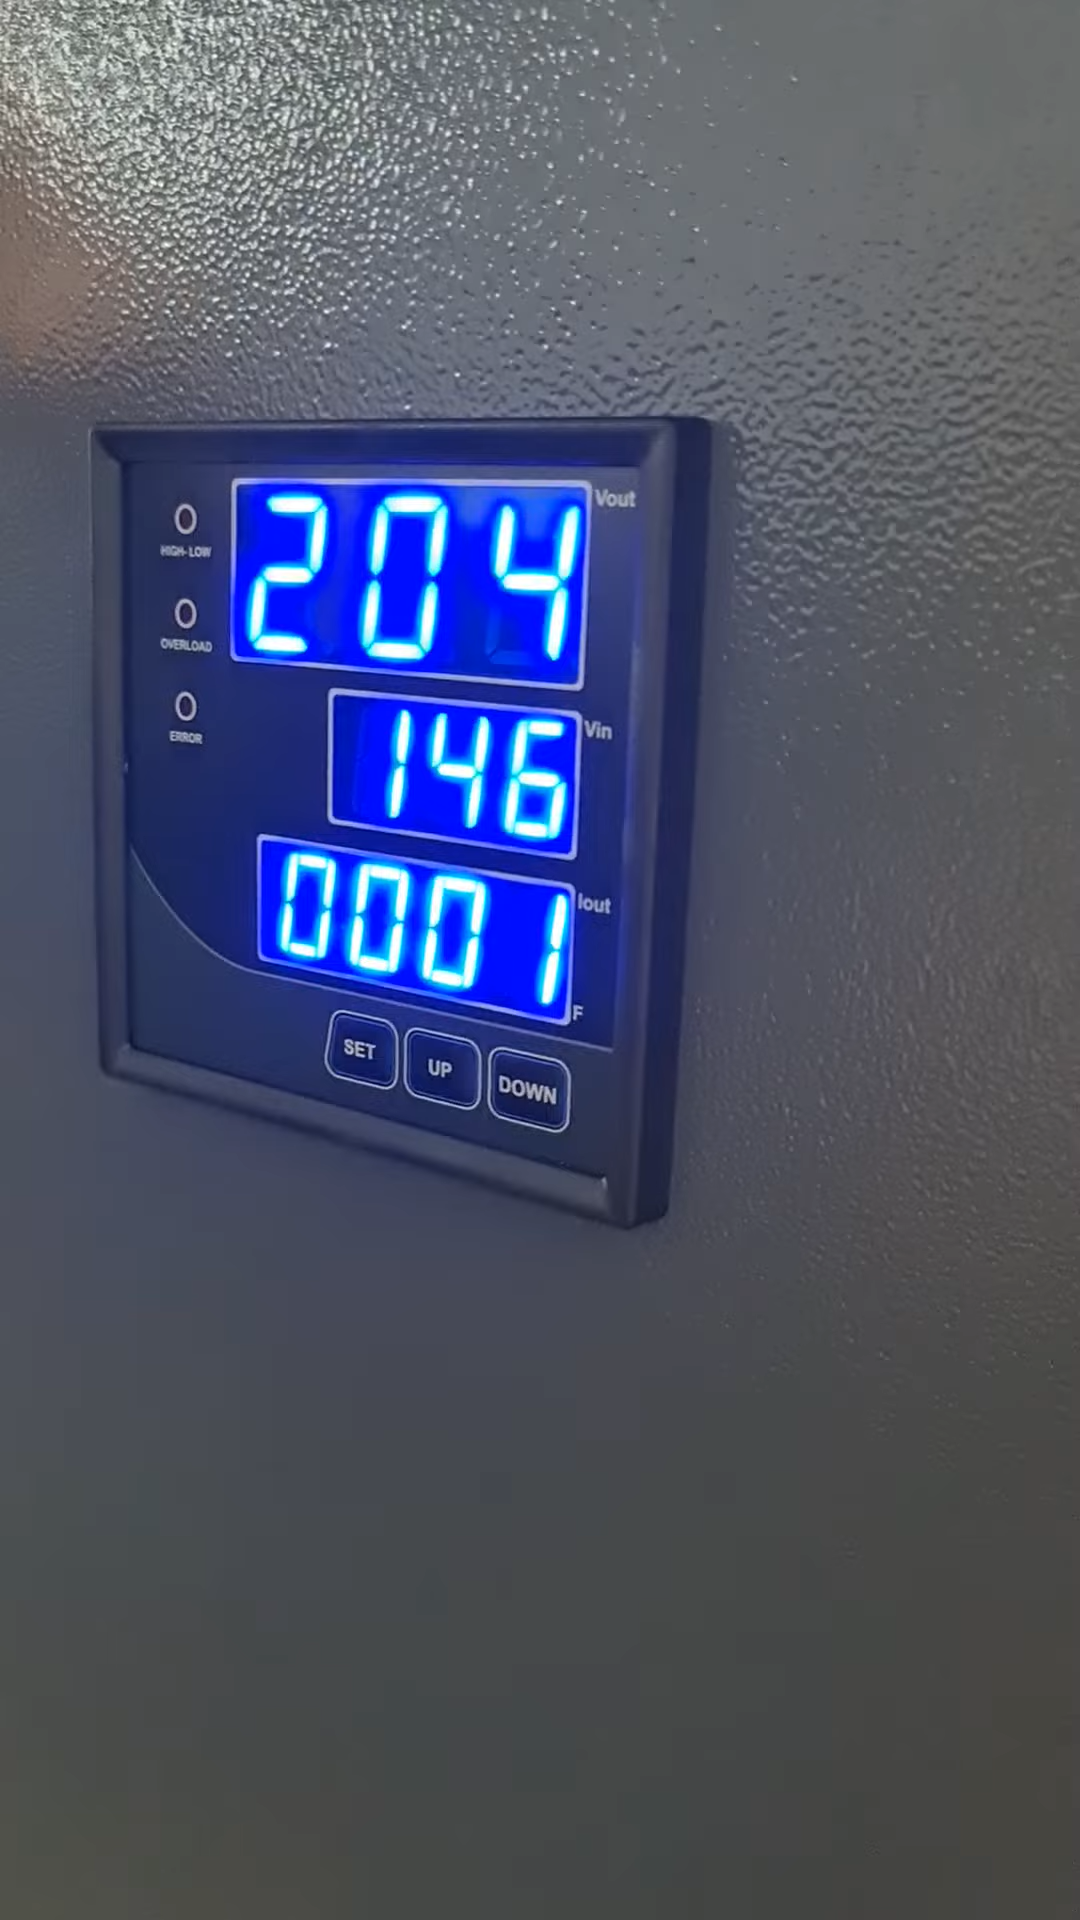 204 Vout
HIGH-LOW
OVERLOAD
146 Vin
ERROR
0001 Iout
F
SET UP DOWN